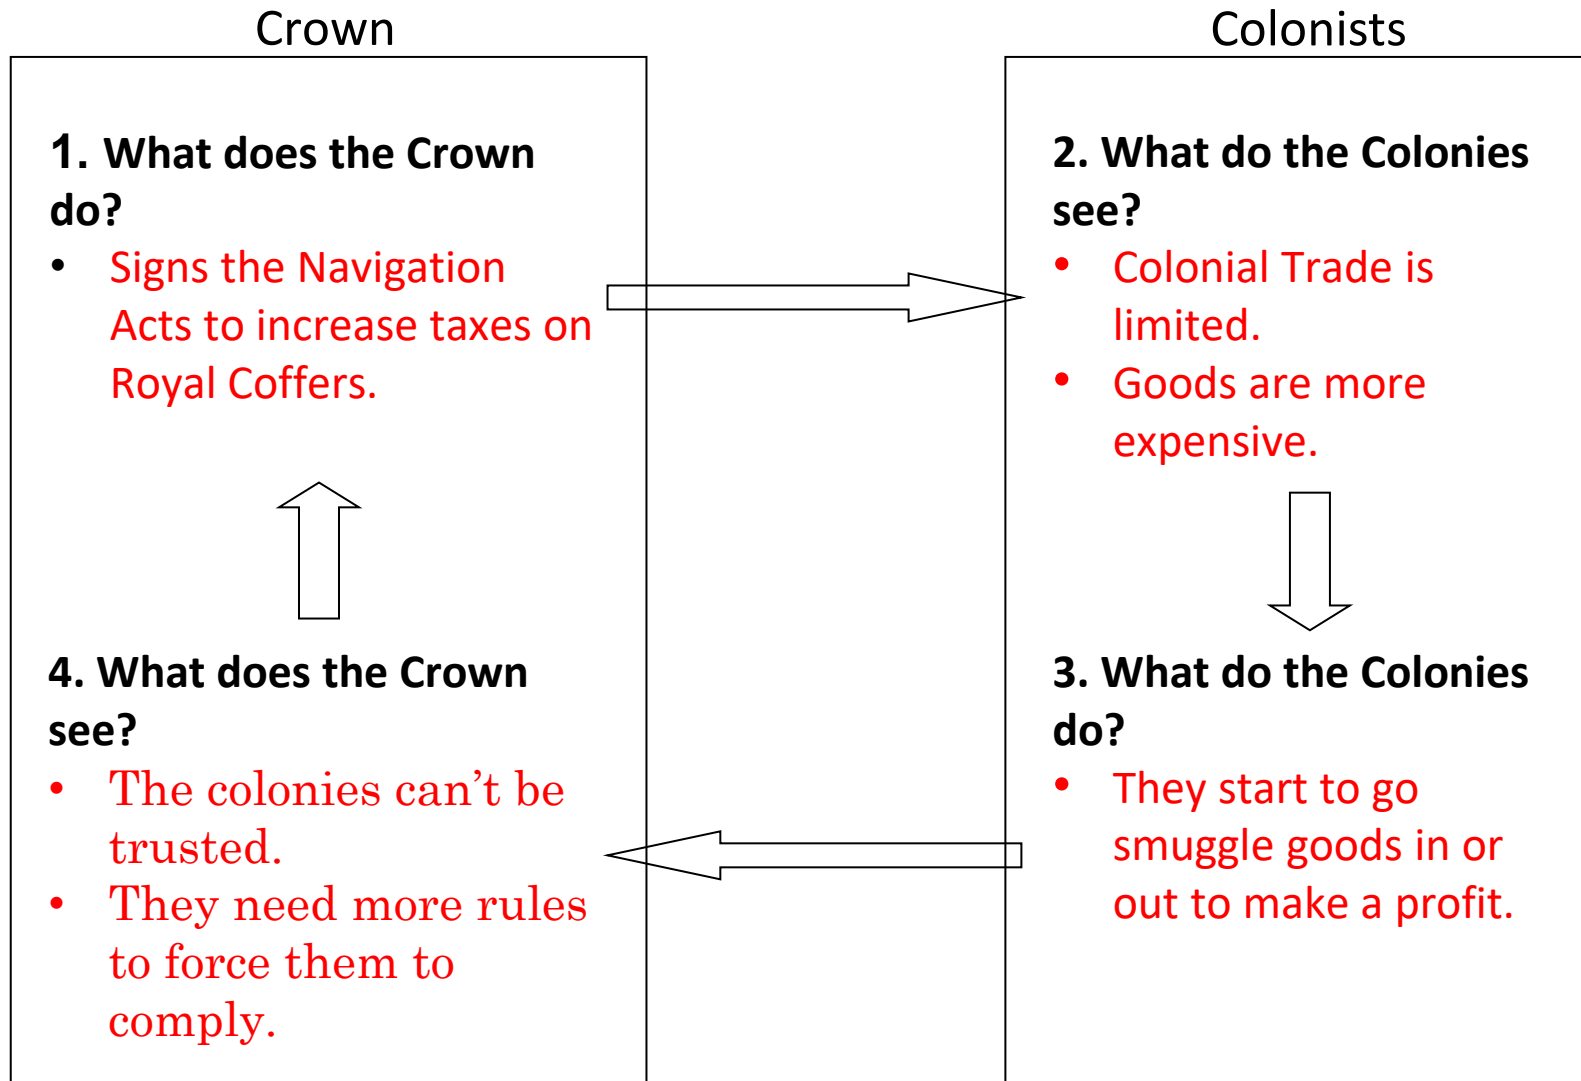 Crown
1. What does the Crown
do?
• Signs the Navigation
Acts to increase taxes on
Royal Coffers.
4. What does the Crown
see?
• The colonies can't be
trusted.
• They need more rules
to force them to
comply.
Colonists
2. What do the Colonies
see?
• Colonial Trade is
limited.
• Goods are more
expensive.
3. What do the Colonies
do?
• They start to go
smuggle goods in or
out to make a profit.